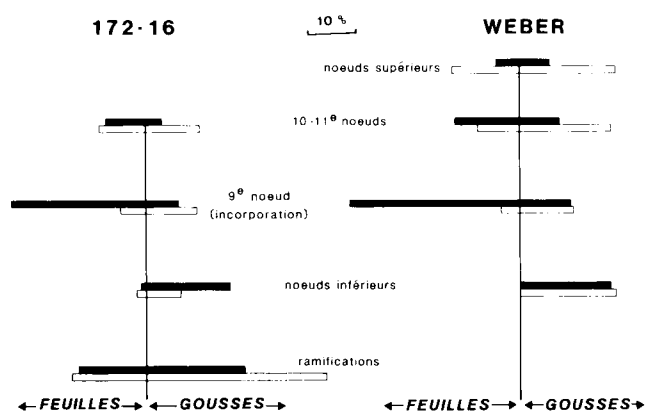 172·16
10 %
WEBER
noeuds supérieurs
10-11e noeuds
9e noeud
(incorporation)
noeuds inférieurs
ramifications
FEUILLES
GOUSSES
FEUILLES
GOUSSES